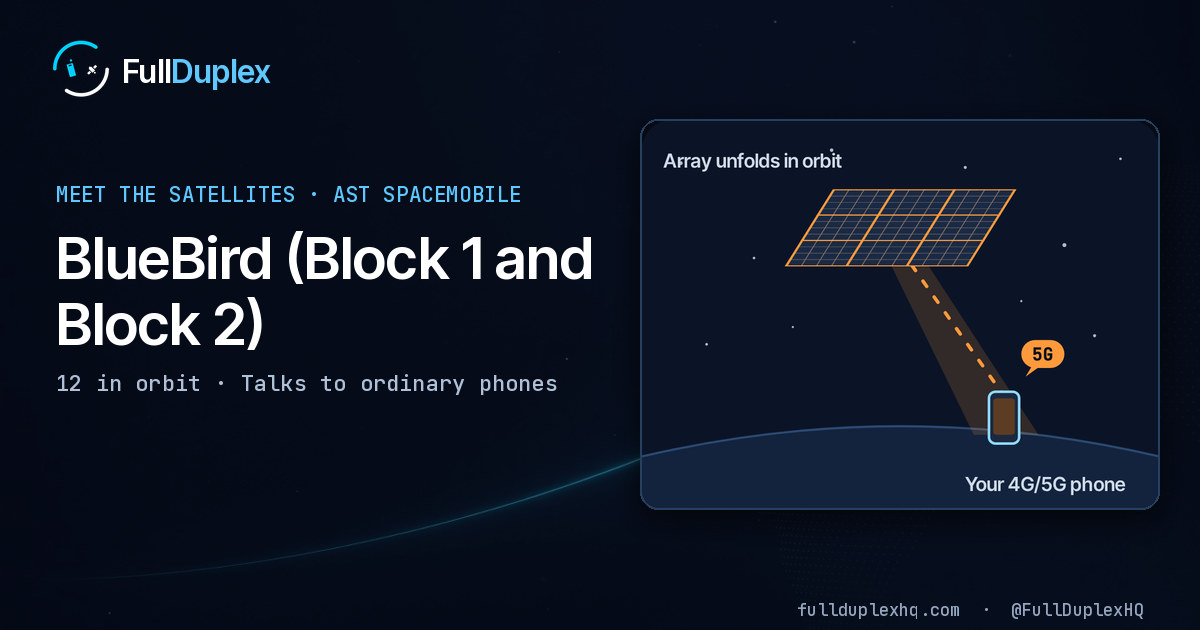 FullDuplex
MEET THE SATELLITES · AST SPACEMOBILE
BlueBird (Block 1 and
Block 2)
12 in orbit · Talks to ordinary phones
Array unfolds in orbit
5G
Your 4G/5G phone
fullduplexhq.com · @FullDuplexHQ